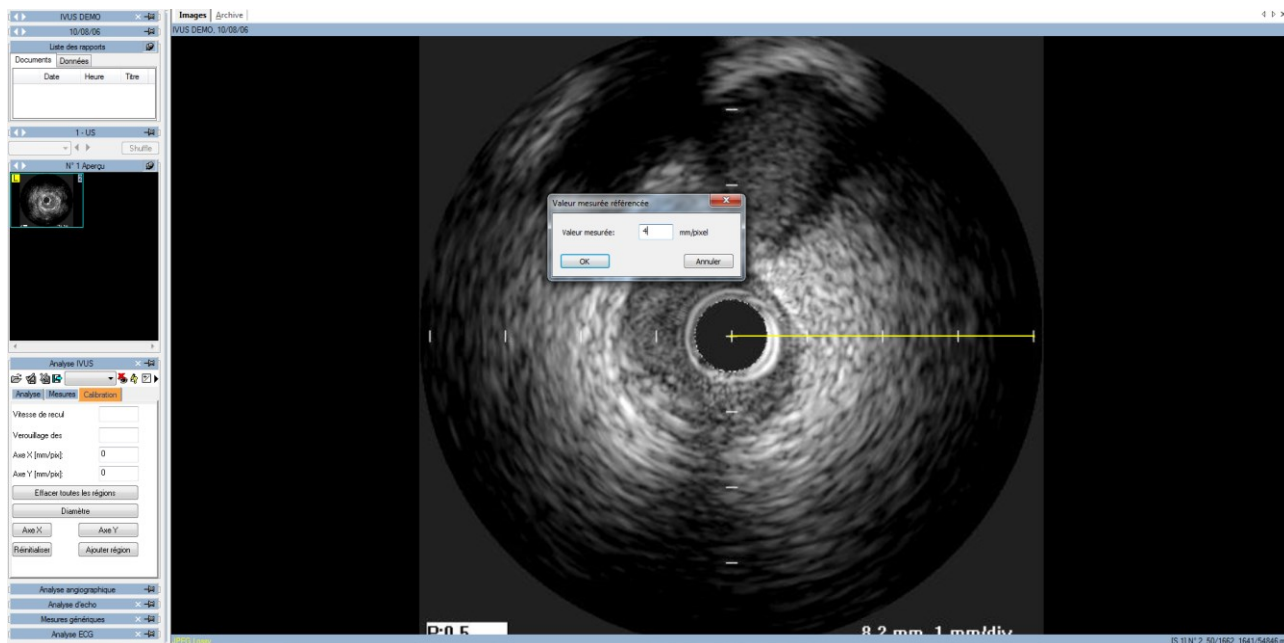 IVUS DEMO
10/08/06
Liste des rapports
Documents Données
Date Heure Titre
1 - US
Shuffle
N° 1 Aperçu
L
Analyse IVUS
Analyse Mesures Calibration
Vitesse de recul
Verouillage des
Axe X [mm/pix]: 0
Axe Y [mm/pix]: 0
Effacer toutes les régions
Diamètre
Axe X Axe Y
Réinitialiser Ajouter région
Analyse angiographique
Analyse d'echo
Mesures génériques
Analyse ECG
Images Archive
IVUS DEMO, 10/08/06
Valeur mesurée référencée
Valeur mesurée: 4 mm/pixel
OK Annuler
P:0.5
8.2 mm, 1 mm/div